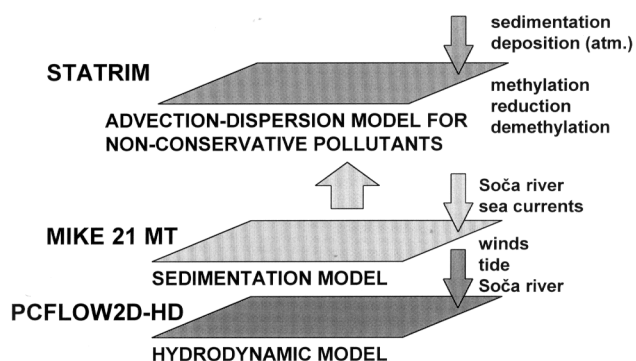 sedimentation
deposition (atm.)
STATRIM
methylation
reduction
demethylation
ADVECTION-DISPERSION MODEL FOR
NON-CONSERVATIVE POLLUTANTS
Soča river
sea currents
MIKE 21 MT
winds
tide
Soča river
SEDIMENTATION MODEL
PCFLOW2D-HD
HYDRODYNAMIC MODEL